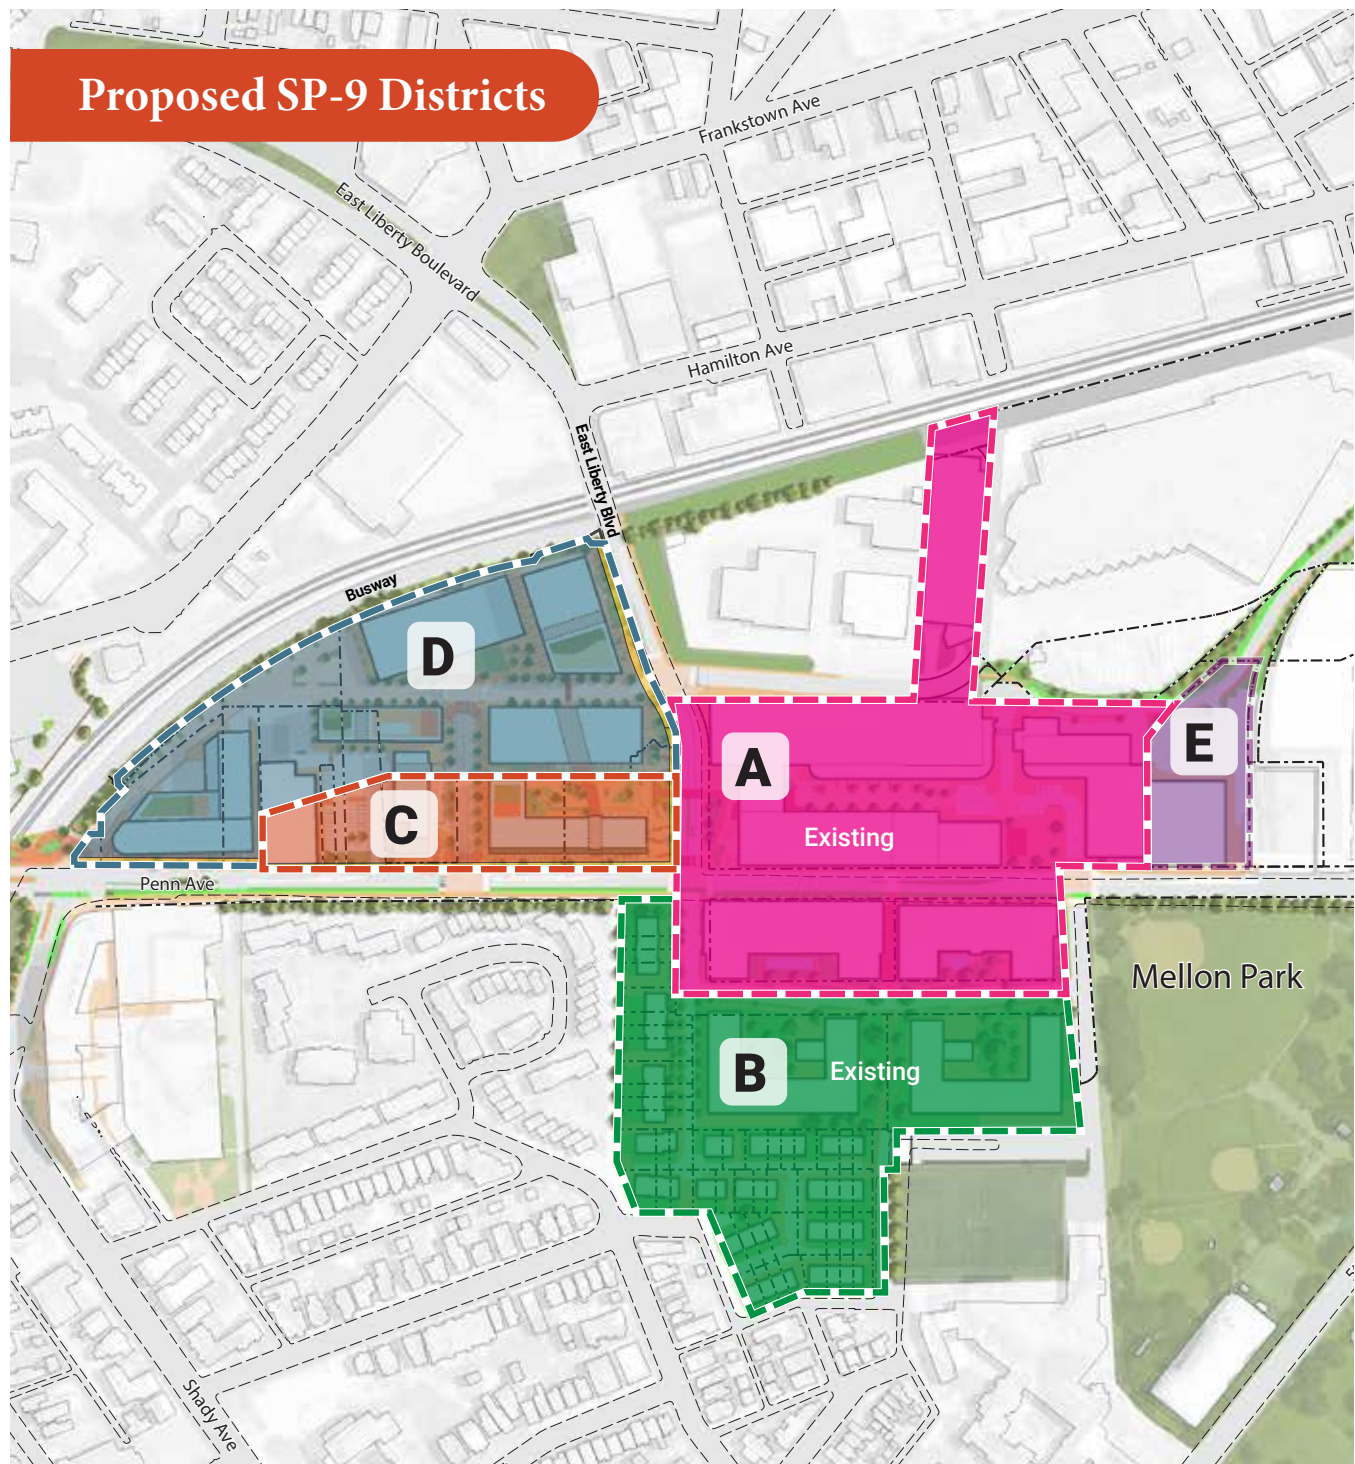 Proposed SP-9 Districts
Frankstown Ave
East Liberty Boulevard
Hamilton Ave
East Liberty Blvd
Busway
D
E
A
C
Existing
Penn Ave
Mellon Park
B
Existing
Shady Ave